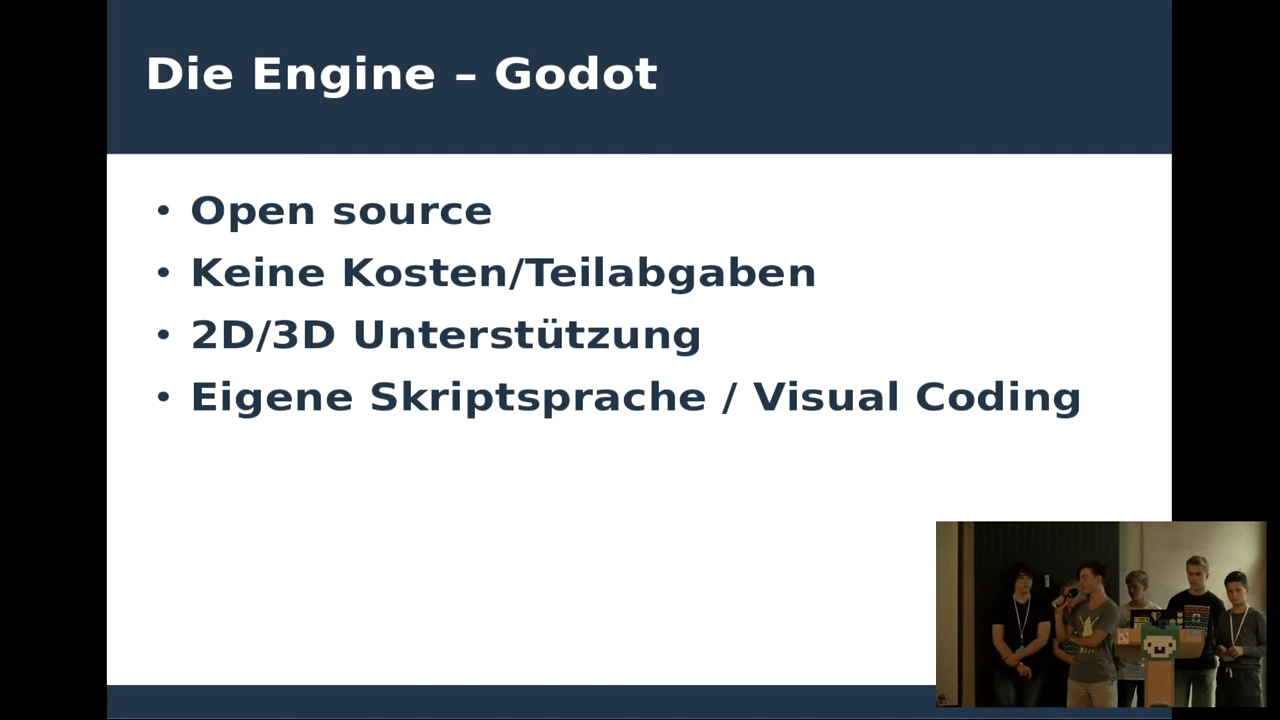 Die Engine – Godot
• Open source
• Keine Kosten/Teilabgaben
• 2D/3D Unterstützung
• Eigene Skriptsprache / Visual Coding